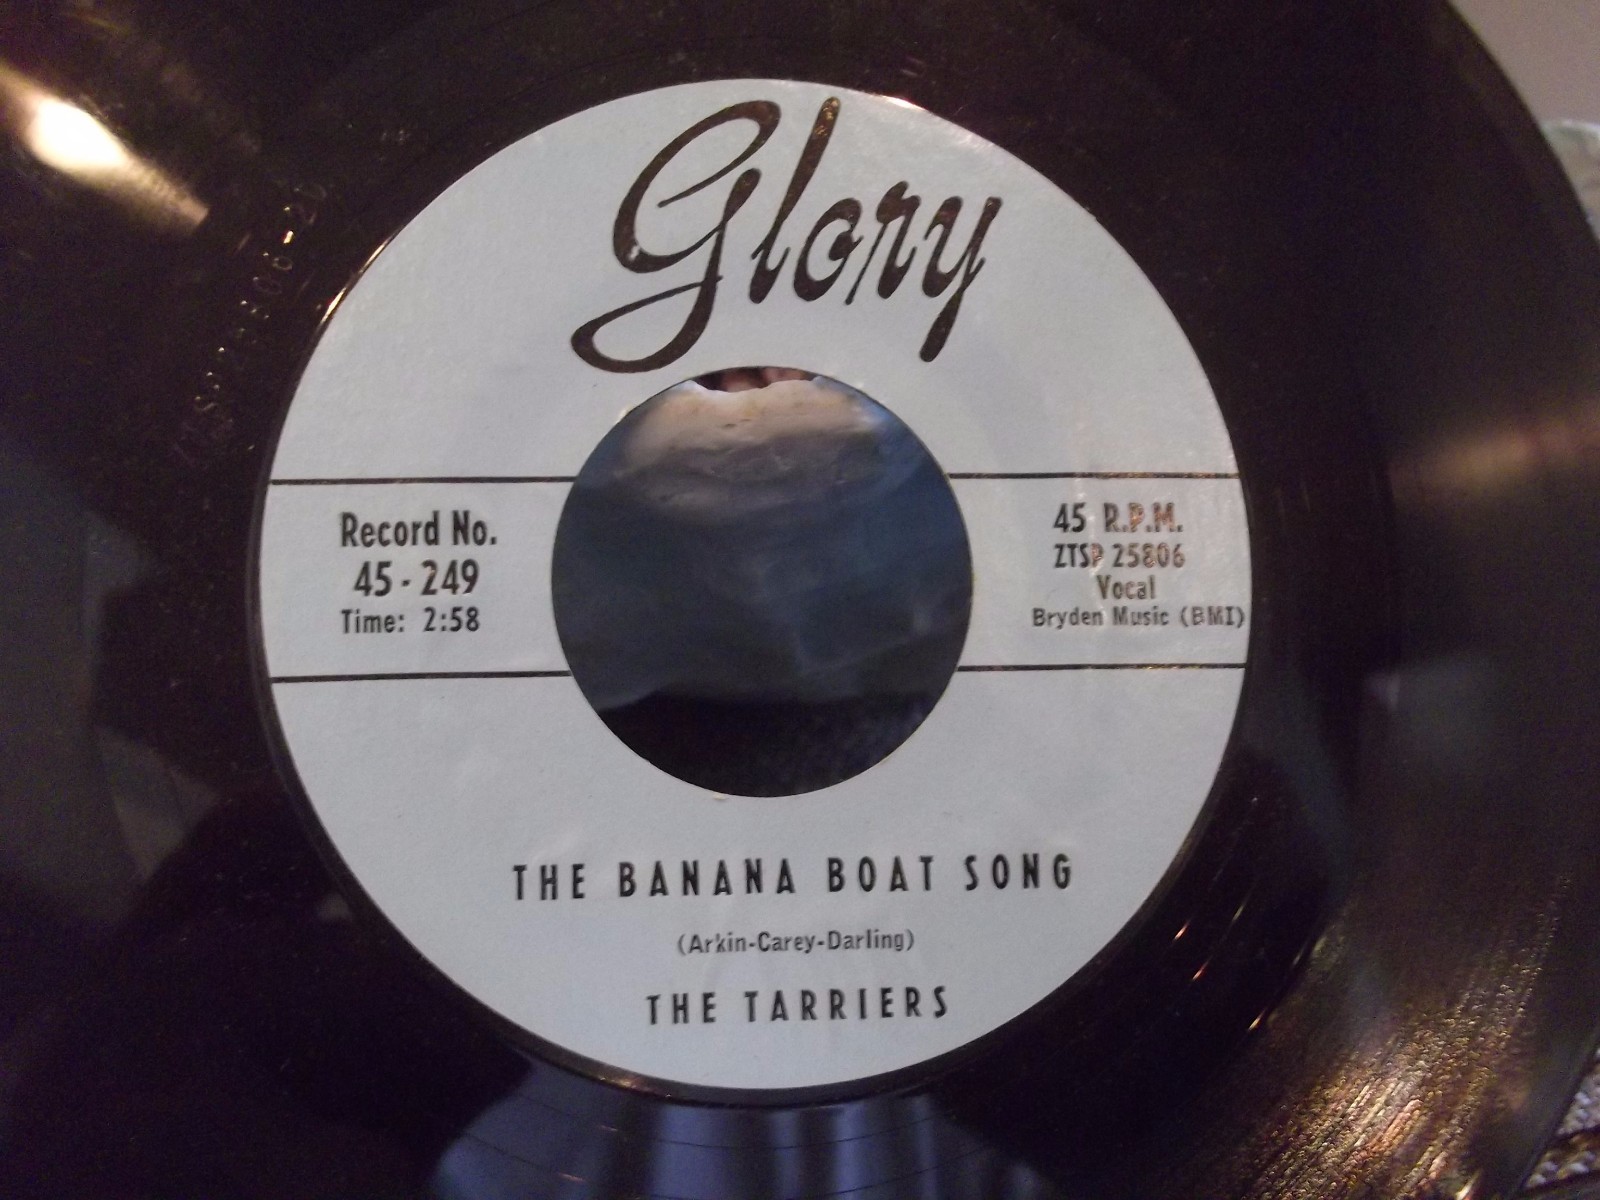 Glory
Record No.
45-249
Time: 2:58
45 R.P.M.
ZTSP 25806
Vocal
Bryden Music (BMI)
THE BANANA BOAT SONG
(Arkin-Carey-Darling)
THE TARRIERS